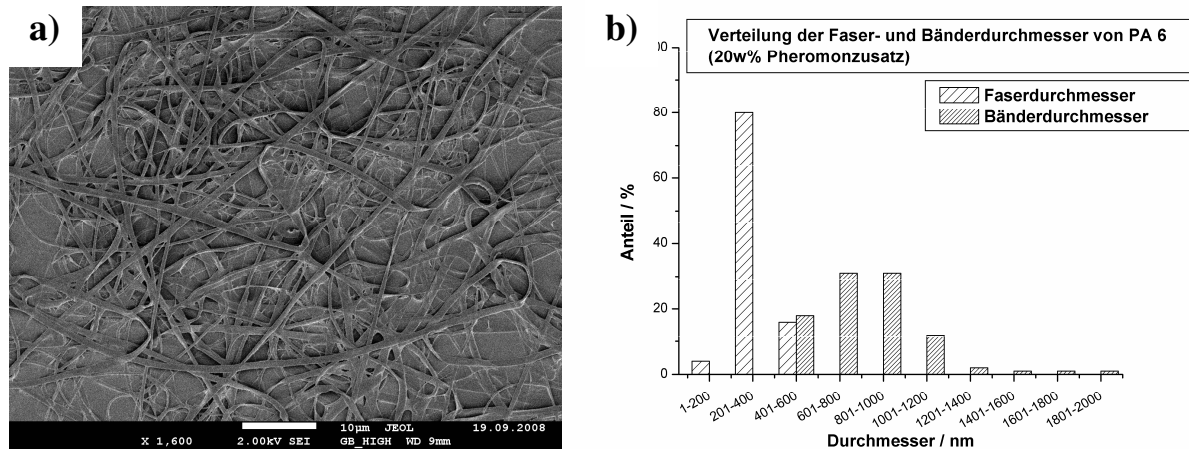 a)
X 1,600 2.00kV SEI 10µm JEOL GB_HIGH WD 9mm 19.09.2008
b)
Verteilung der Faser- und Bänderdurchmesser von PA 6
(20w% Pheromonzusatz)
Faserdurchmesser
Bänderdurchmesser
Anteil / %
80
60
40
20
0
1-200
201-400
401-600
601-800
801-1000
1001-1200
1201-1400
1401-1600
1601-1800
1801-2000
Durchmesser / nm